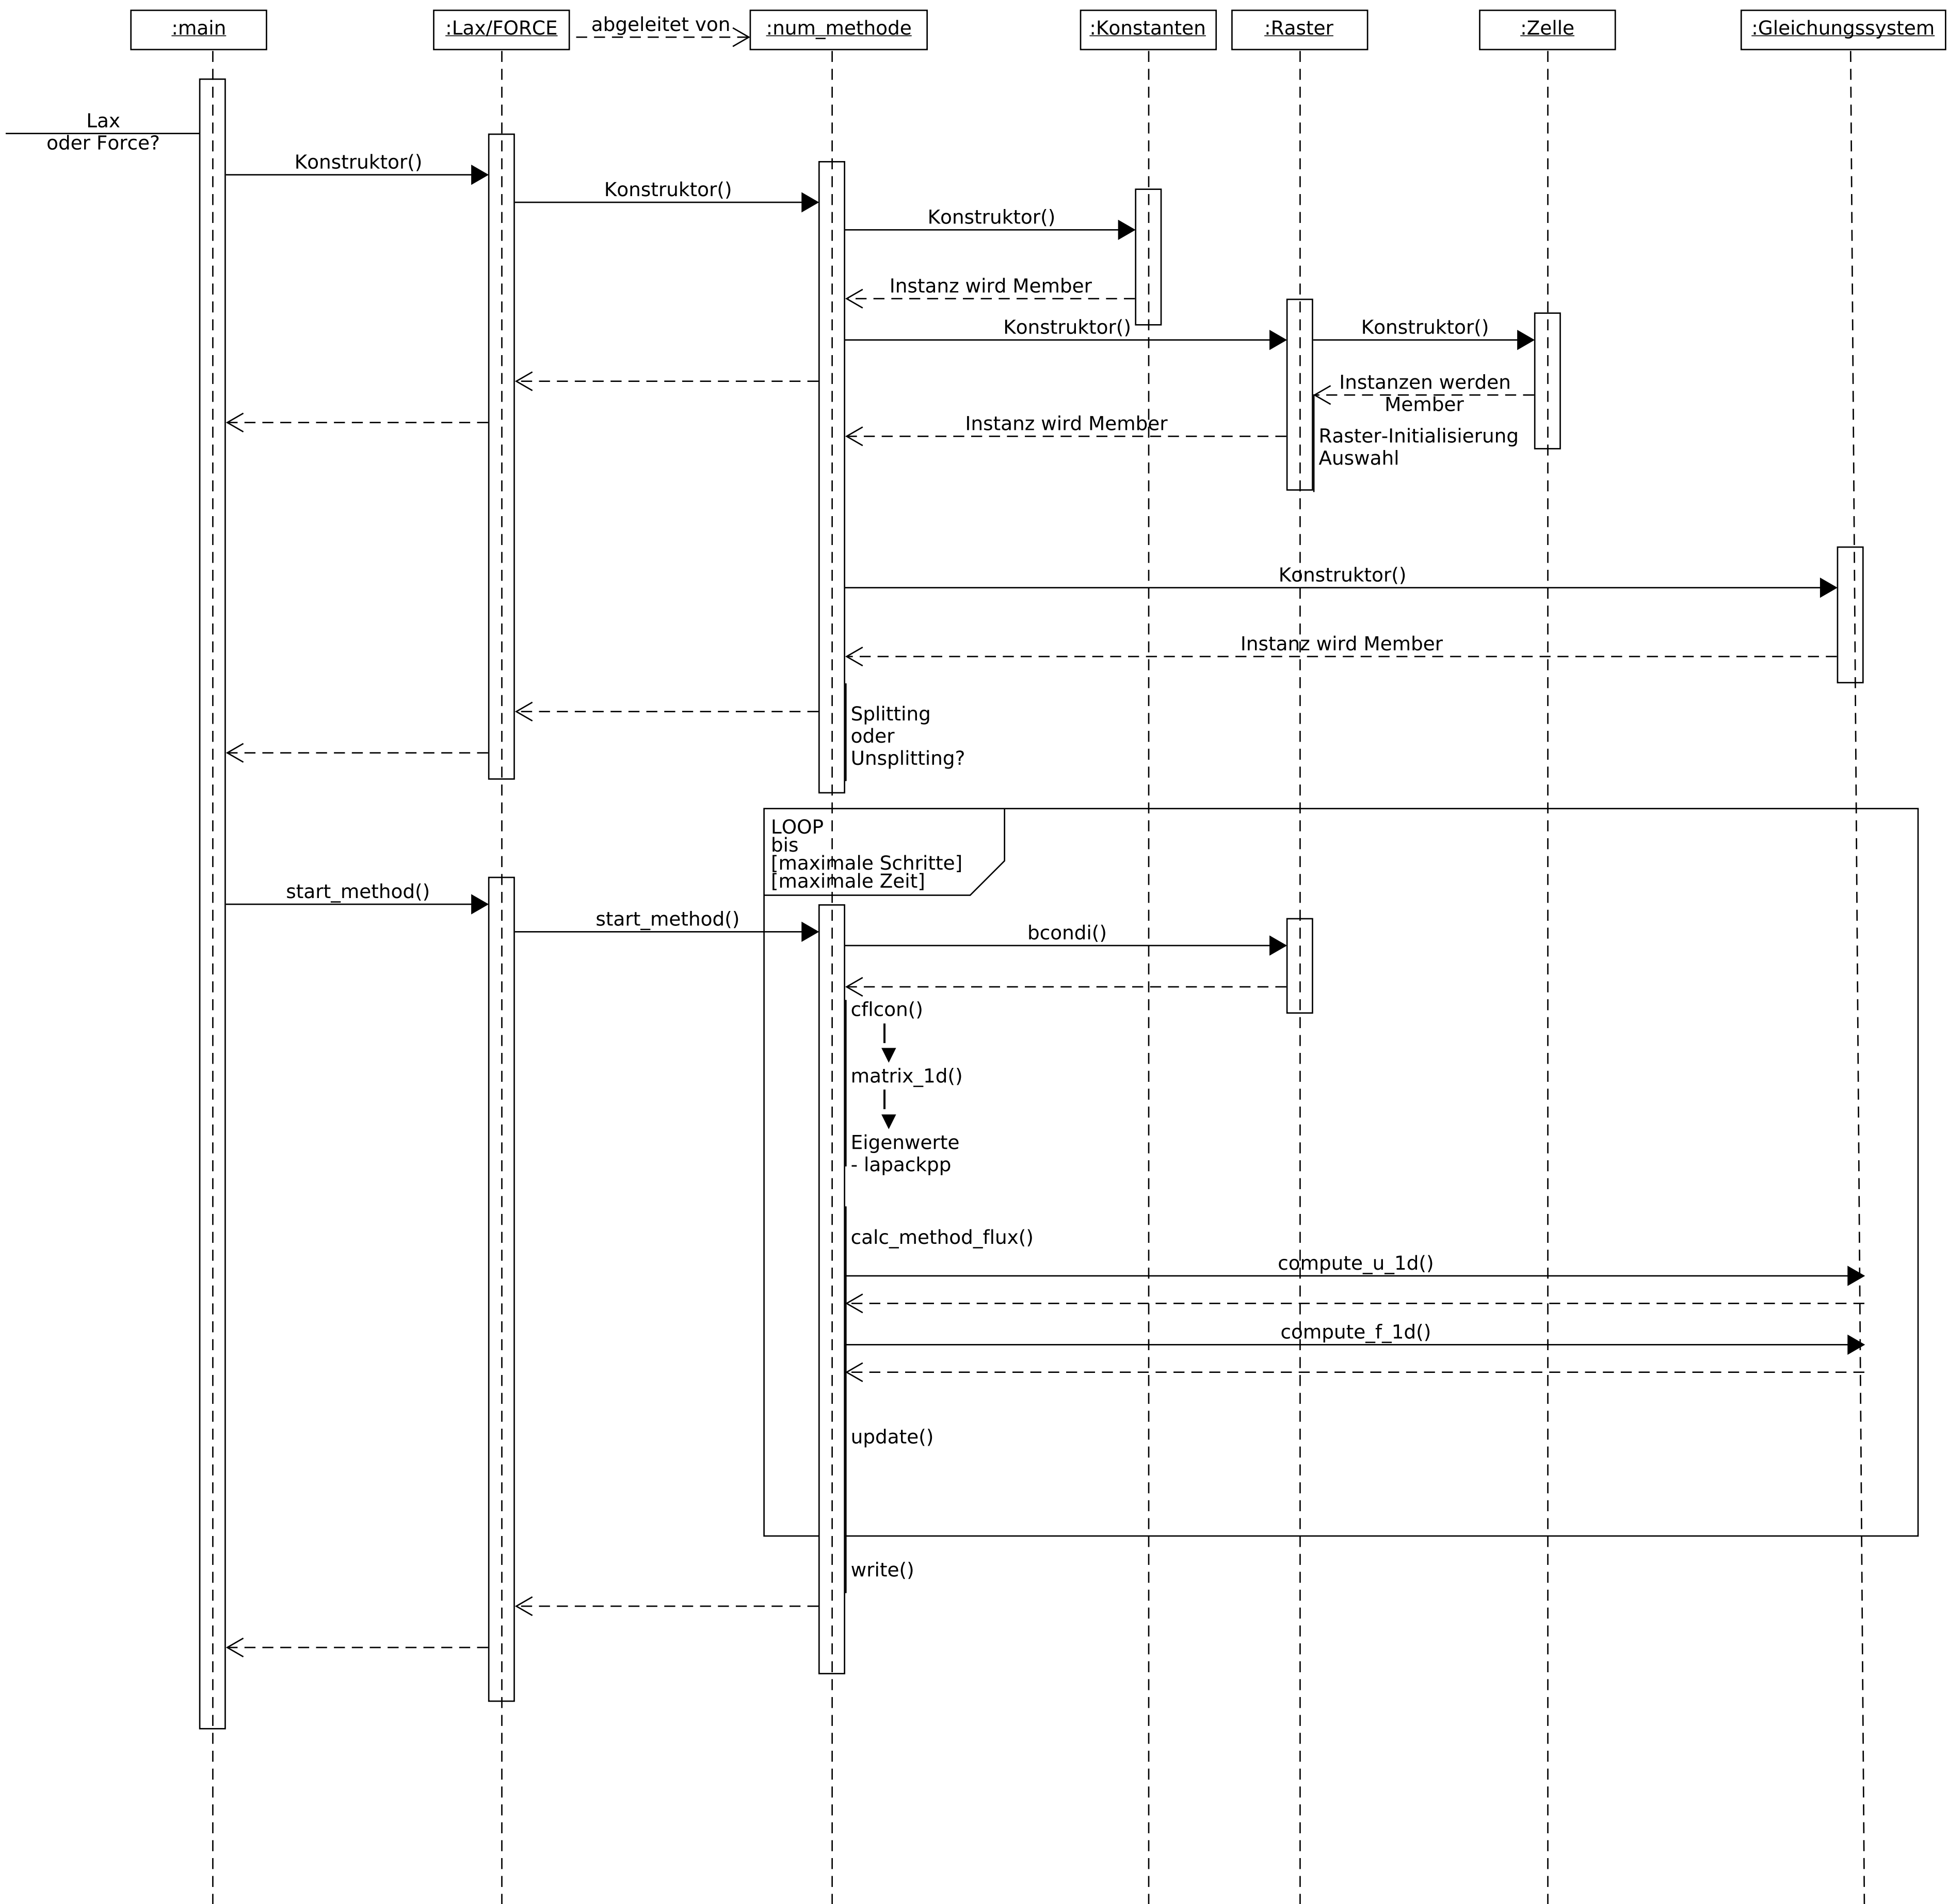 :main
:Lax/FORCE
abgeleitet von
:num_methode
:Konstanten
:Raster
:Zelle
:Gleichungssystem
Lax
oder Force?
Konstruktor()
Konstruktor()
Konstruktor()
Instanz wird Member
Konstruktor()
Konstruktor()
Instanzen werden
Member
Instanz wird Member
Raster-Initialisierung
Auswahl
Konstruktor()
Instanz wird Member
Splitting
oder
Unsplitting?
LOOP
bis
[maximale Schritte]
[maximale Zeit]
start_method()
start_method()
bcondi()
cflcon()
matrix_1d()
Eigenwerte
- lapackpp
calc_method_flux()
compute_u_1d()
compute_f_1d()
update()
write()